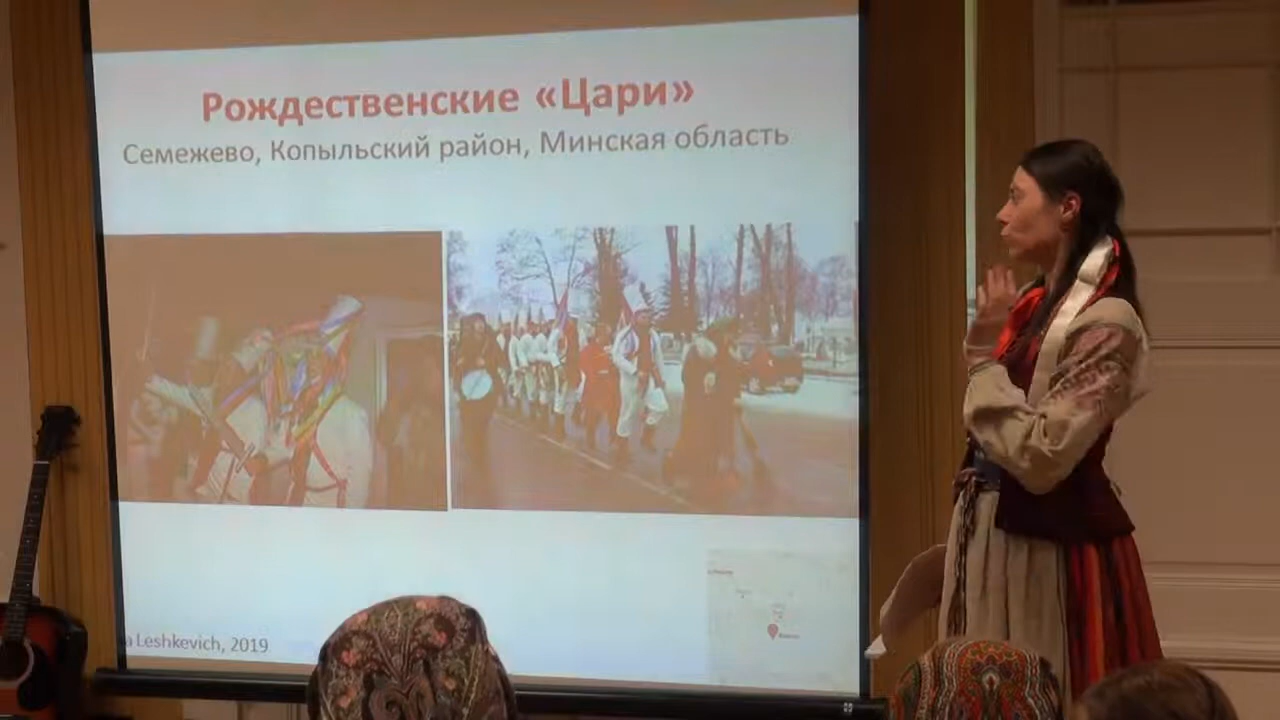 Рождественские «Цари»
Семежево, Копыльский район, Минская область
a Leshkevich, 2019